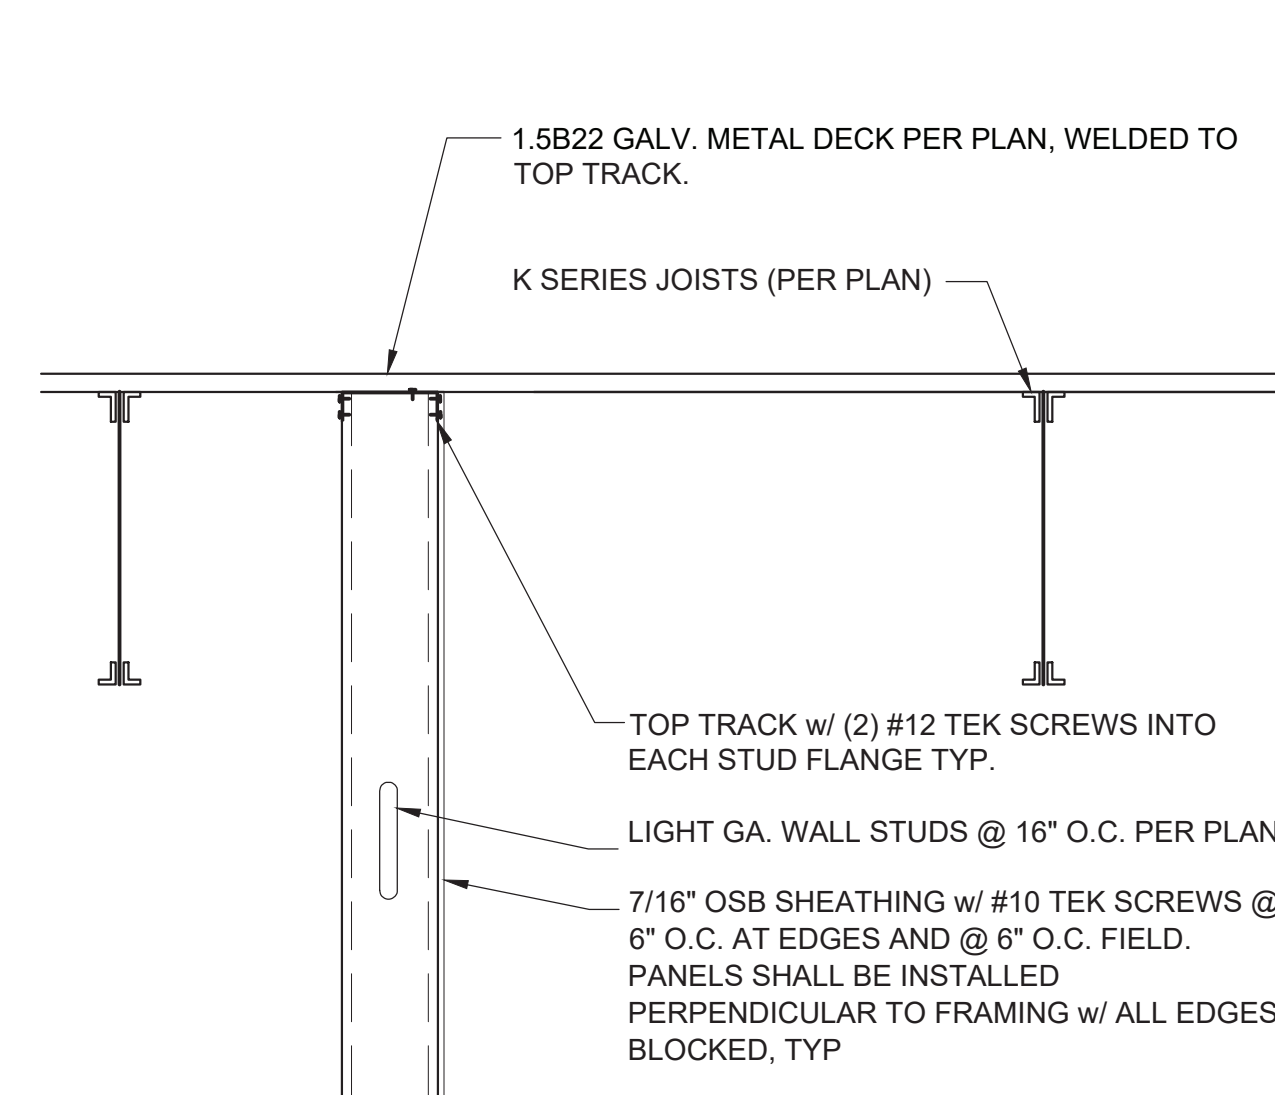 1.5B22 GALV. METAL DECK PER PLAN, WELDED TO
TOP TRACK.
K SERIES JOISTS (PER PLAN)
TOP TRACK w/ (2) #12 TEK SCREWS INTO
EACH STUD FLANGE TYP.
LIGHT GA. WALL STUDS @ 16" O.C. PER PLAN
7/16" OSB SHEATHING w/ #10 TEK SCREWS @
6" O.C. AT EDGES AND @ 6" O.C. FIELD.
PANELS SHALL BE INSTALLED
PERPENDICULAR TO FRAMING w/ ALL EDGES
BLOCKED, TYP